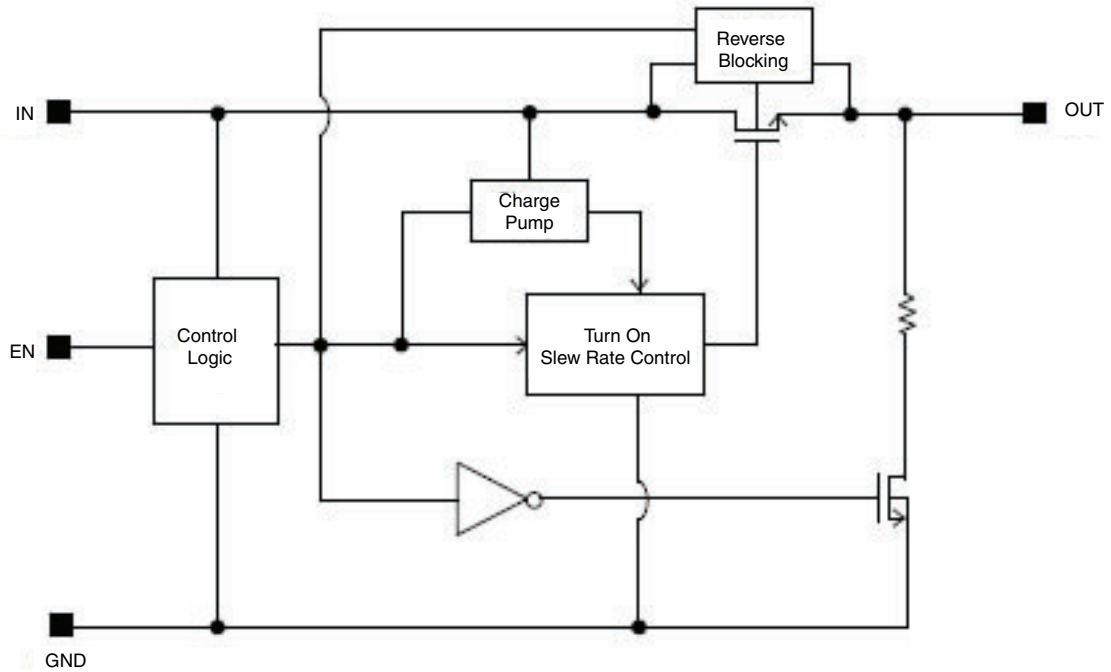 Reverse
Blocking
IN
OUT
Charge
Pump
Control
Logic
EN
Turn On
Slew Rate Control
GND